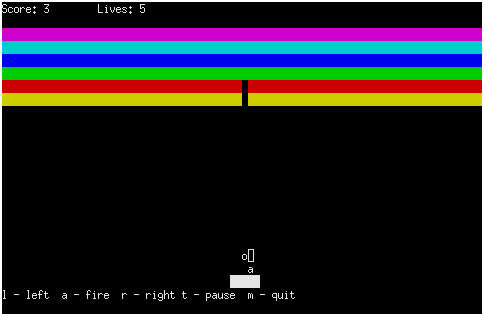 Score: 3 Lives: 5
o
a
l - left a - fire r - right t - pause m - quit